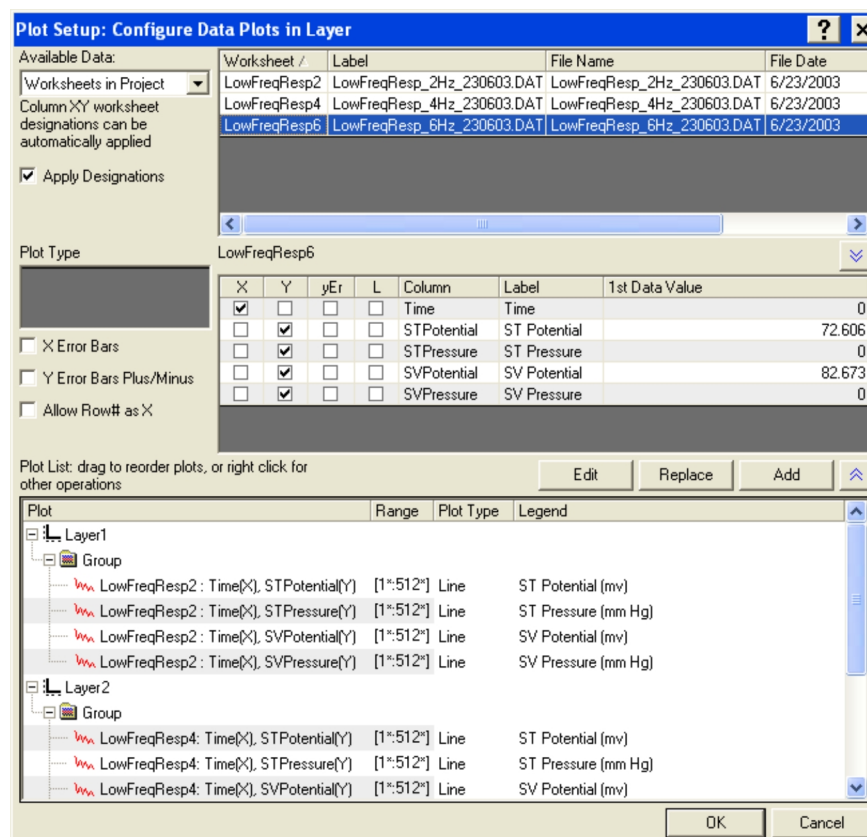 Plot Setup: Configure Data Plots in Layer
Available Data:
Worksheets in Project
Column XY worksheet
designations can be
automatically applied
Apply Designations
Worksheet Label File Name File Date
LowFreqResp2 LowFreqResp_2Hz_230603.DAT LowFreqResp_2Hz_230603.DAT 6/23/2003
LowFreqResp4 LowFreqResp_4Hz_230603.DAT LowFreqResp_4Hz_230603.DAT 6/23/2003
LowFreqResp6 LowFreqResp_6Hz_230603.DAT LowFreqResp_6Hz_230603.DAT 6/23/2003
Plot Type
X Error Bars
Y Error Bars Plus/Minus
Allow Row# as X
LowFreqResp6
X Y yEr L Column Label 1st Data Value
Time Time 0
STPotential ST Potential 72.606
STPressure ST Pressure 0
SVPotential SV Potential 82.673
SVPressure SV Pressure 0
Plot List: drag to reorder plots, or right click for
other operations
Edit Replace Add
Plot Range Plot Type Legend
Layer1
Group
LowFreqResp2 : Time(X), STPotential(Y) [1*:512*] Line ST Potential (mv)
LowFreqResp2 : Time(X), STPressure(Y) [1*:512*] Line ST Pressure (mm Hg)
LowFreqResp2 : Time(X), SVPotential(Y) [1*:512*] Line SV Potential (mv)
LowFreqResp2 : Time(X), SVPressure(Y) [1*:512*] Line SV Pressure (mm Hg)
Layer2
Group
LowFreqResp4: Time(X), STPotential(Y) [1*:512*] Line ST Potential (mv)
LowFreqResp4: Time(X), STPressure(Y) [1*:512*] Line ST Pressure (mm Hg)
LowFreqResp4: Time(X), SVPotential(Y) [1*:512*] Line SV Potential (mv)
OK Cancel